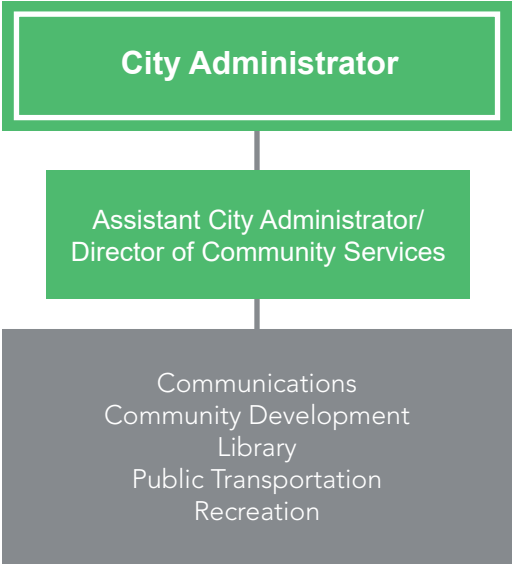 City Administrator
Assistant City Administrator/
Director of Community Services
Communications
Community Development
Library
Public Transportation
Recreation